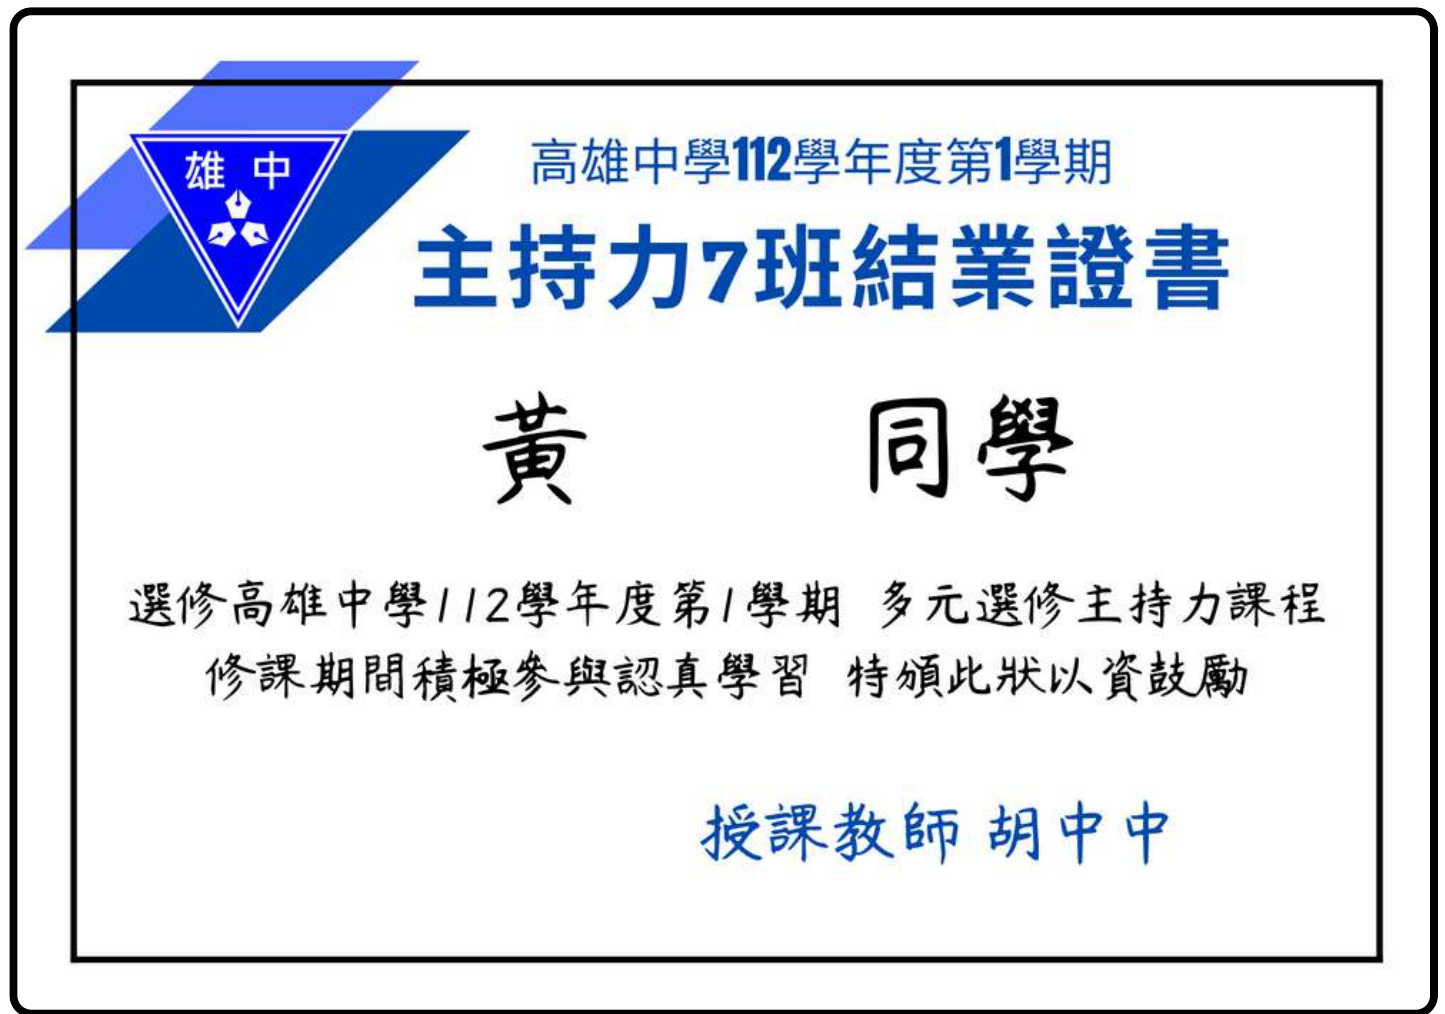 雄中
高雄中學112學年度第1學期
主持力7班結業證書
黃 同學
選修高雄中學112學年度第1學期 多元選修主持力課程
修課期間積極參與認真學習 特頒此狀以資鼓勵
授課教師 胡中中